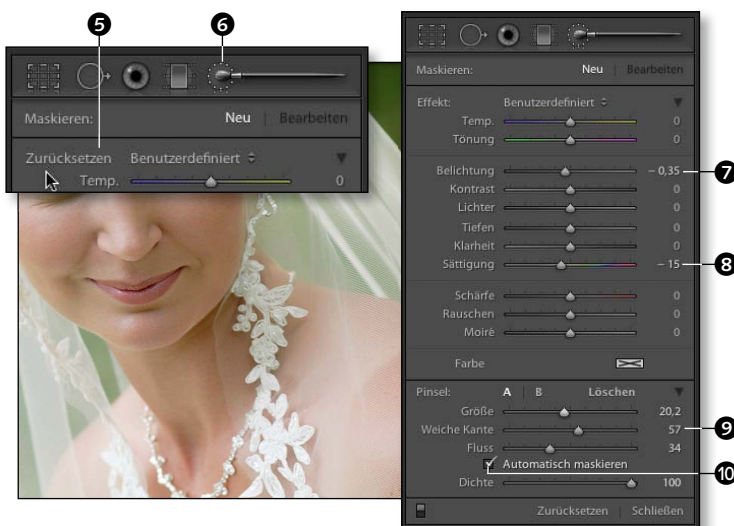 5
6
Maskieren: Neu | Bearbeiten
Zurücksetzen Benutzerdefiniert
Temp. 0
Maskieren: Neu | Bearbeiten
Effekt: Benutzerdefiniert
Temp. 0
Tönung 0
Belichtung – 0,35
7
Kontrast 0
Lichter 0
Tiefen 0
Klarheit 0
Sättigung – 15
8
Schärfe 0
Rauschen 0
Moirè 0
Farbe
Pinsel: A | B Löschen
Größe 20,2
Weiche Kante 57
9
Fluss 34
Automatisch maskieren
10
Dichte 100
Zurücksetzen | Schließen